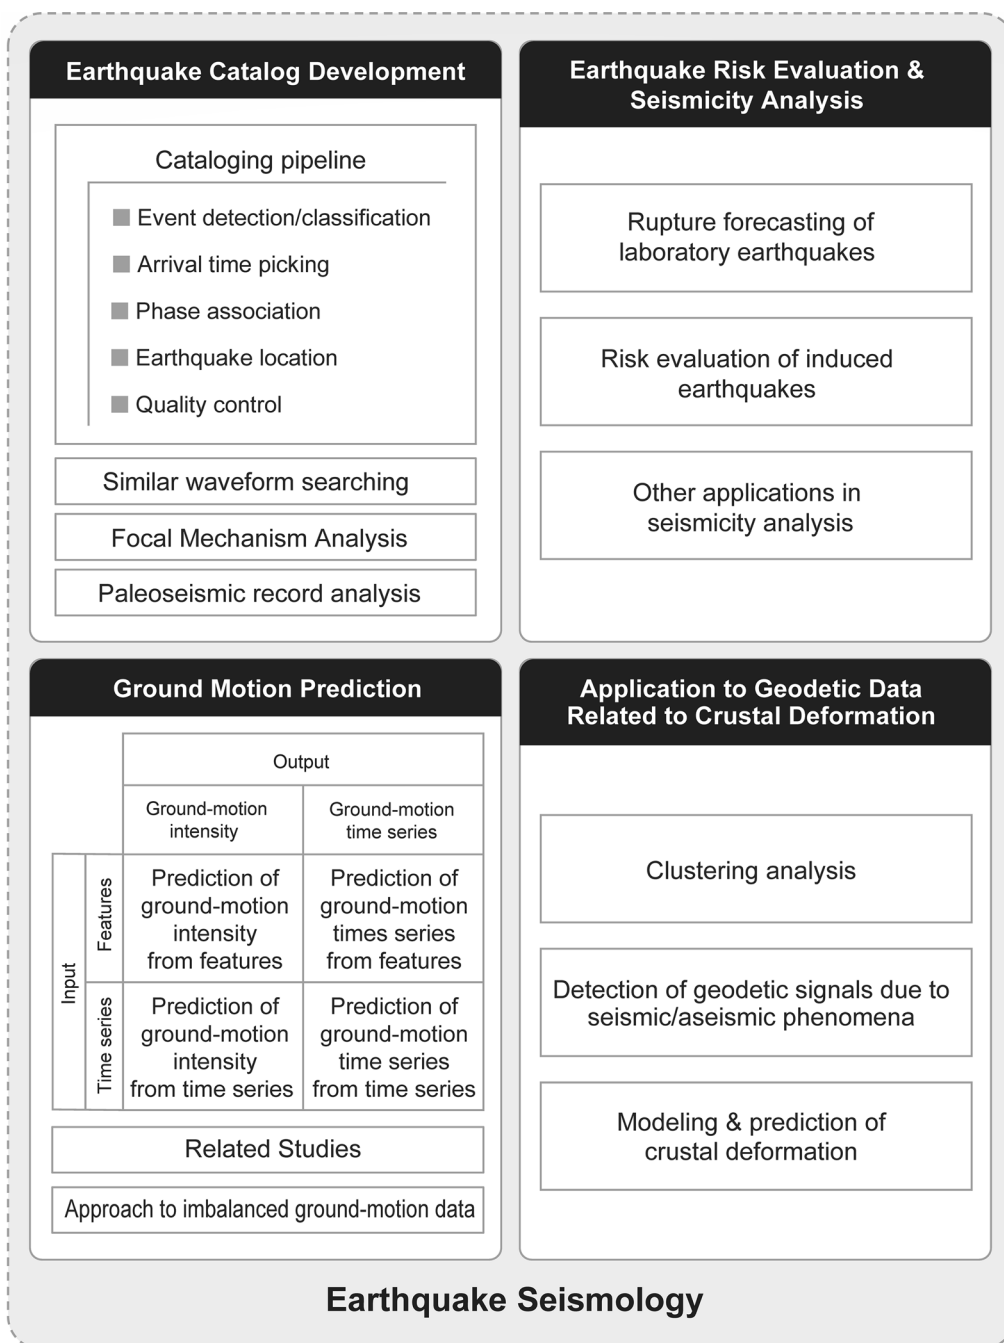 Earthquake Catalog Development
Cataloging pipeline
Event detection/classification
Arrival time picking
Phase association
Earthquake location
Quality control
Similar waveform searching
Focal Mechanism Analysis
Paleoseismic record analysis
Earthquake Risk Evaluation &
Seismicity Analysis
Rupture forecasting of
laboratory earthquakes
Risk evaluation of induced
earthquakes
Other applications in
seismicity analysis
Ground Motion Prediction
Output
Ground-motion
intensity
Ground-motion
time series
Input
Features
Prediction of
ground-motion
intensity
from features
Prediction of
ground-motion
times series
from features
Time series
Prediction of
ground-motion
intensity
from time series
Prediction of
ground-motion
time series
from time series
Related Studies
Approach to imbalanced ground-motion data
Application to Geodetic Data
Related to Crustal Deformation
Clustering analysis
Detection of geodetic signals due to
seismic/aseismic phenomena
Modeling & prediction of
crustal deformation
Earthquake Seismology